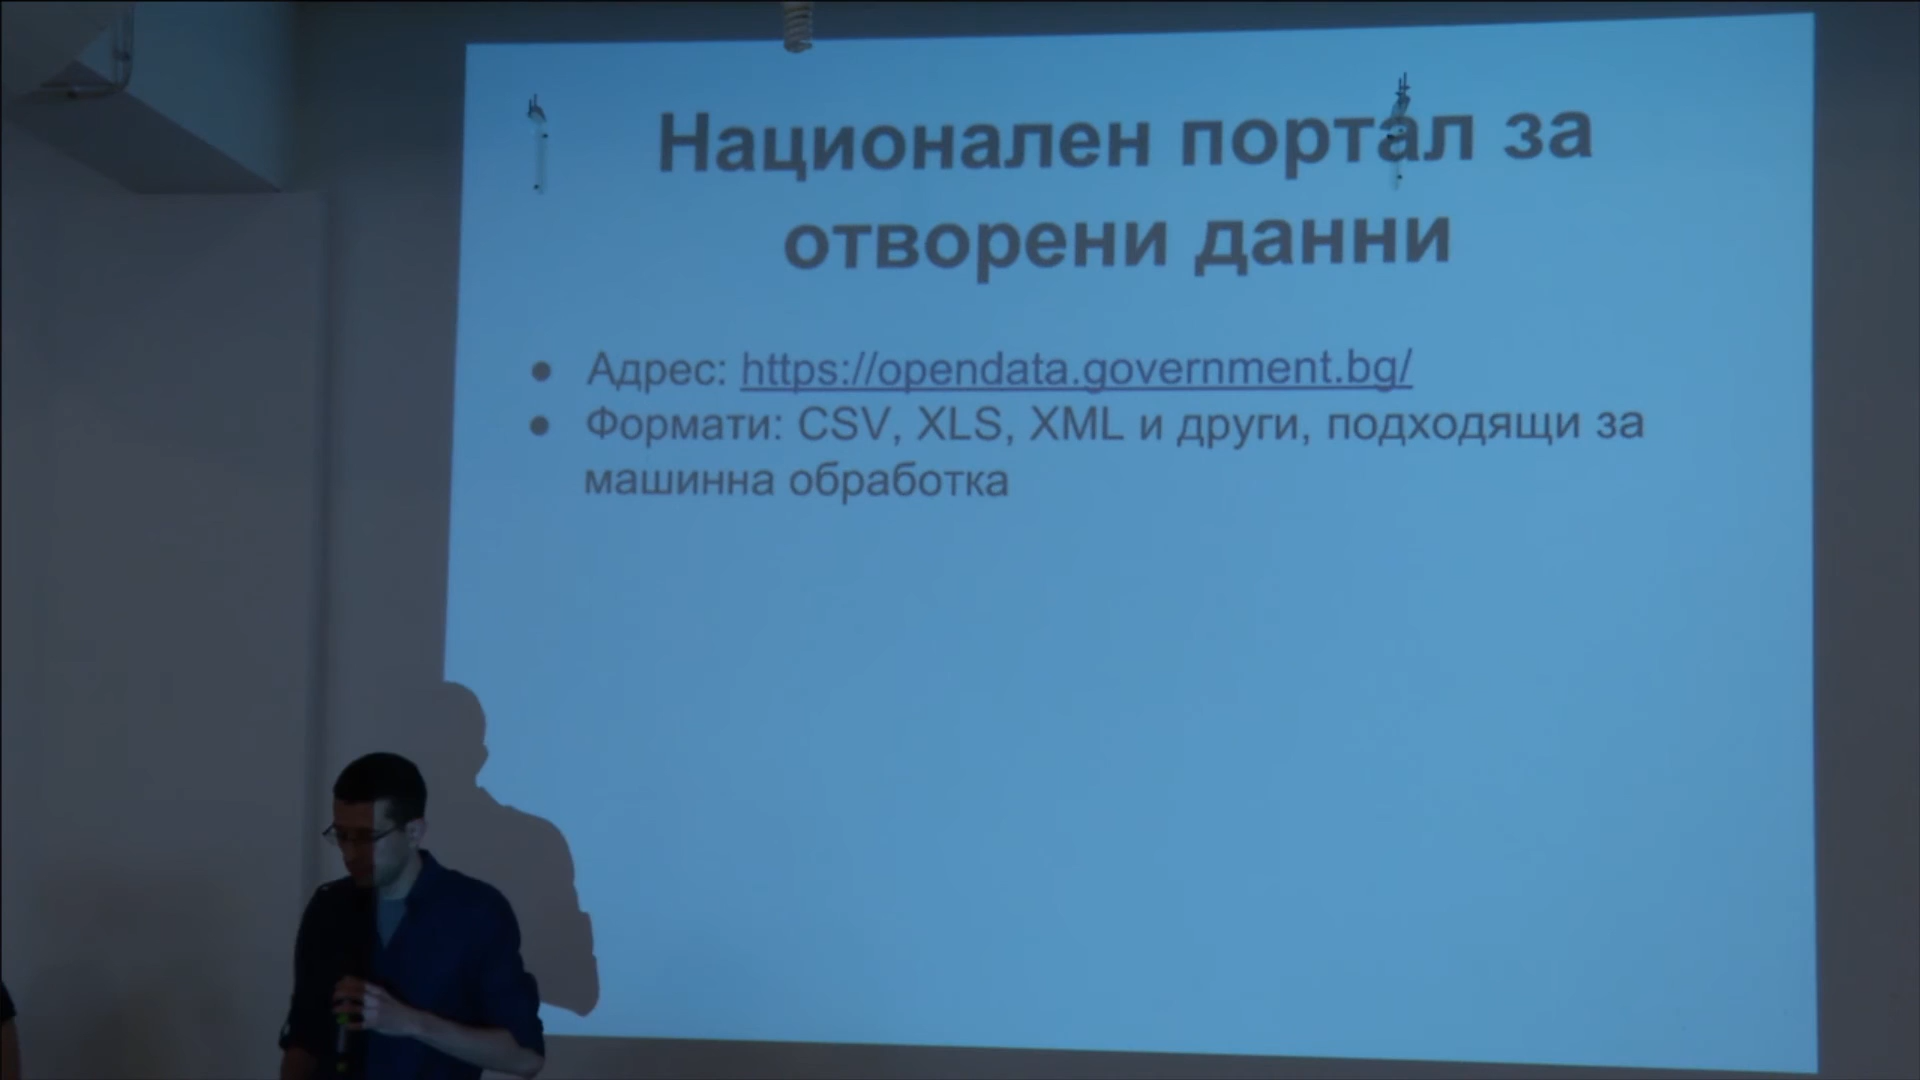 Национален портал за
отворени данни
● Адрес: https://opendata.government.bg/
● Формати: CSV, XLS, XML и други, подходящи за
машинна обработка